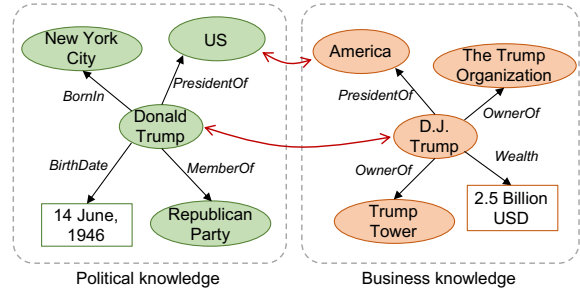 New York
City
US
BornIn
PresidentOf
Donald
Trump
BirthDate
MemberOf
14 June,
1946
Republican
Party
Political knowledge
America
The Trump
Organization
PresidentOf
OwnerOf
D.J.
Trump
OwnerOf
Wealth
Trump
Tower
2.5 Billion
USD
Business knowledge